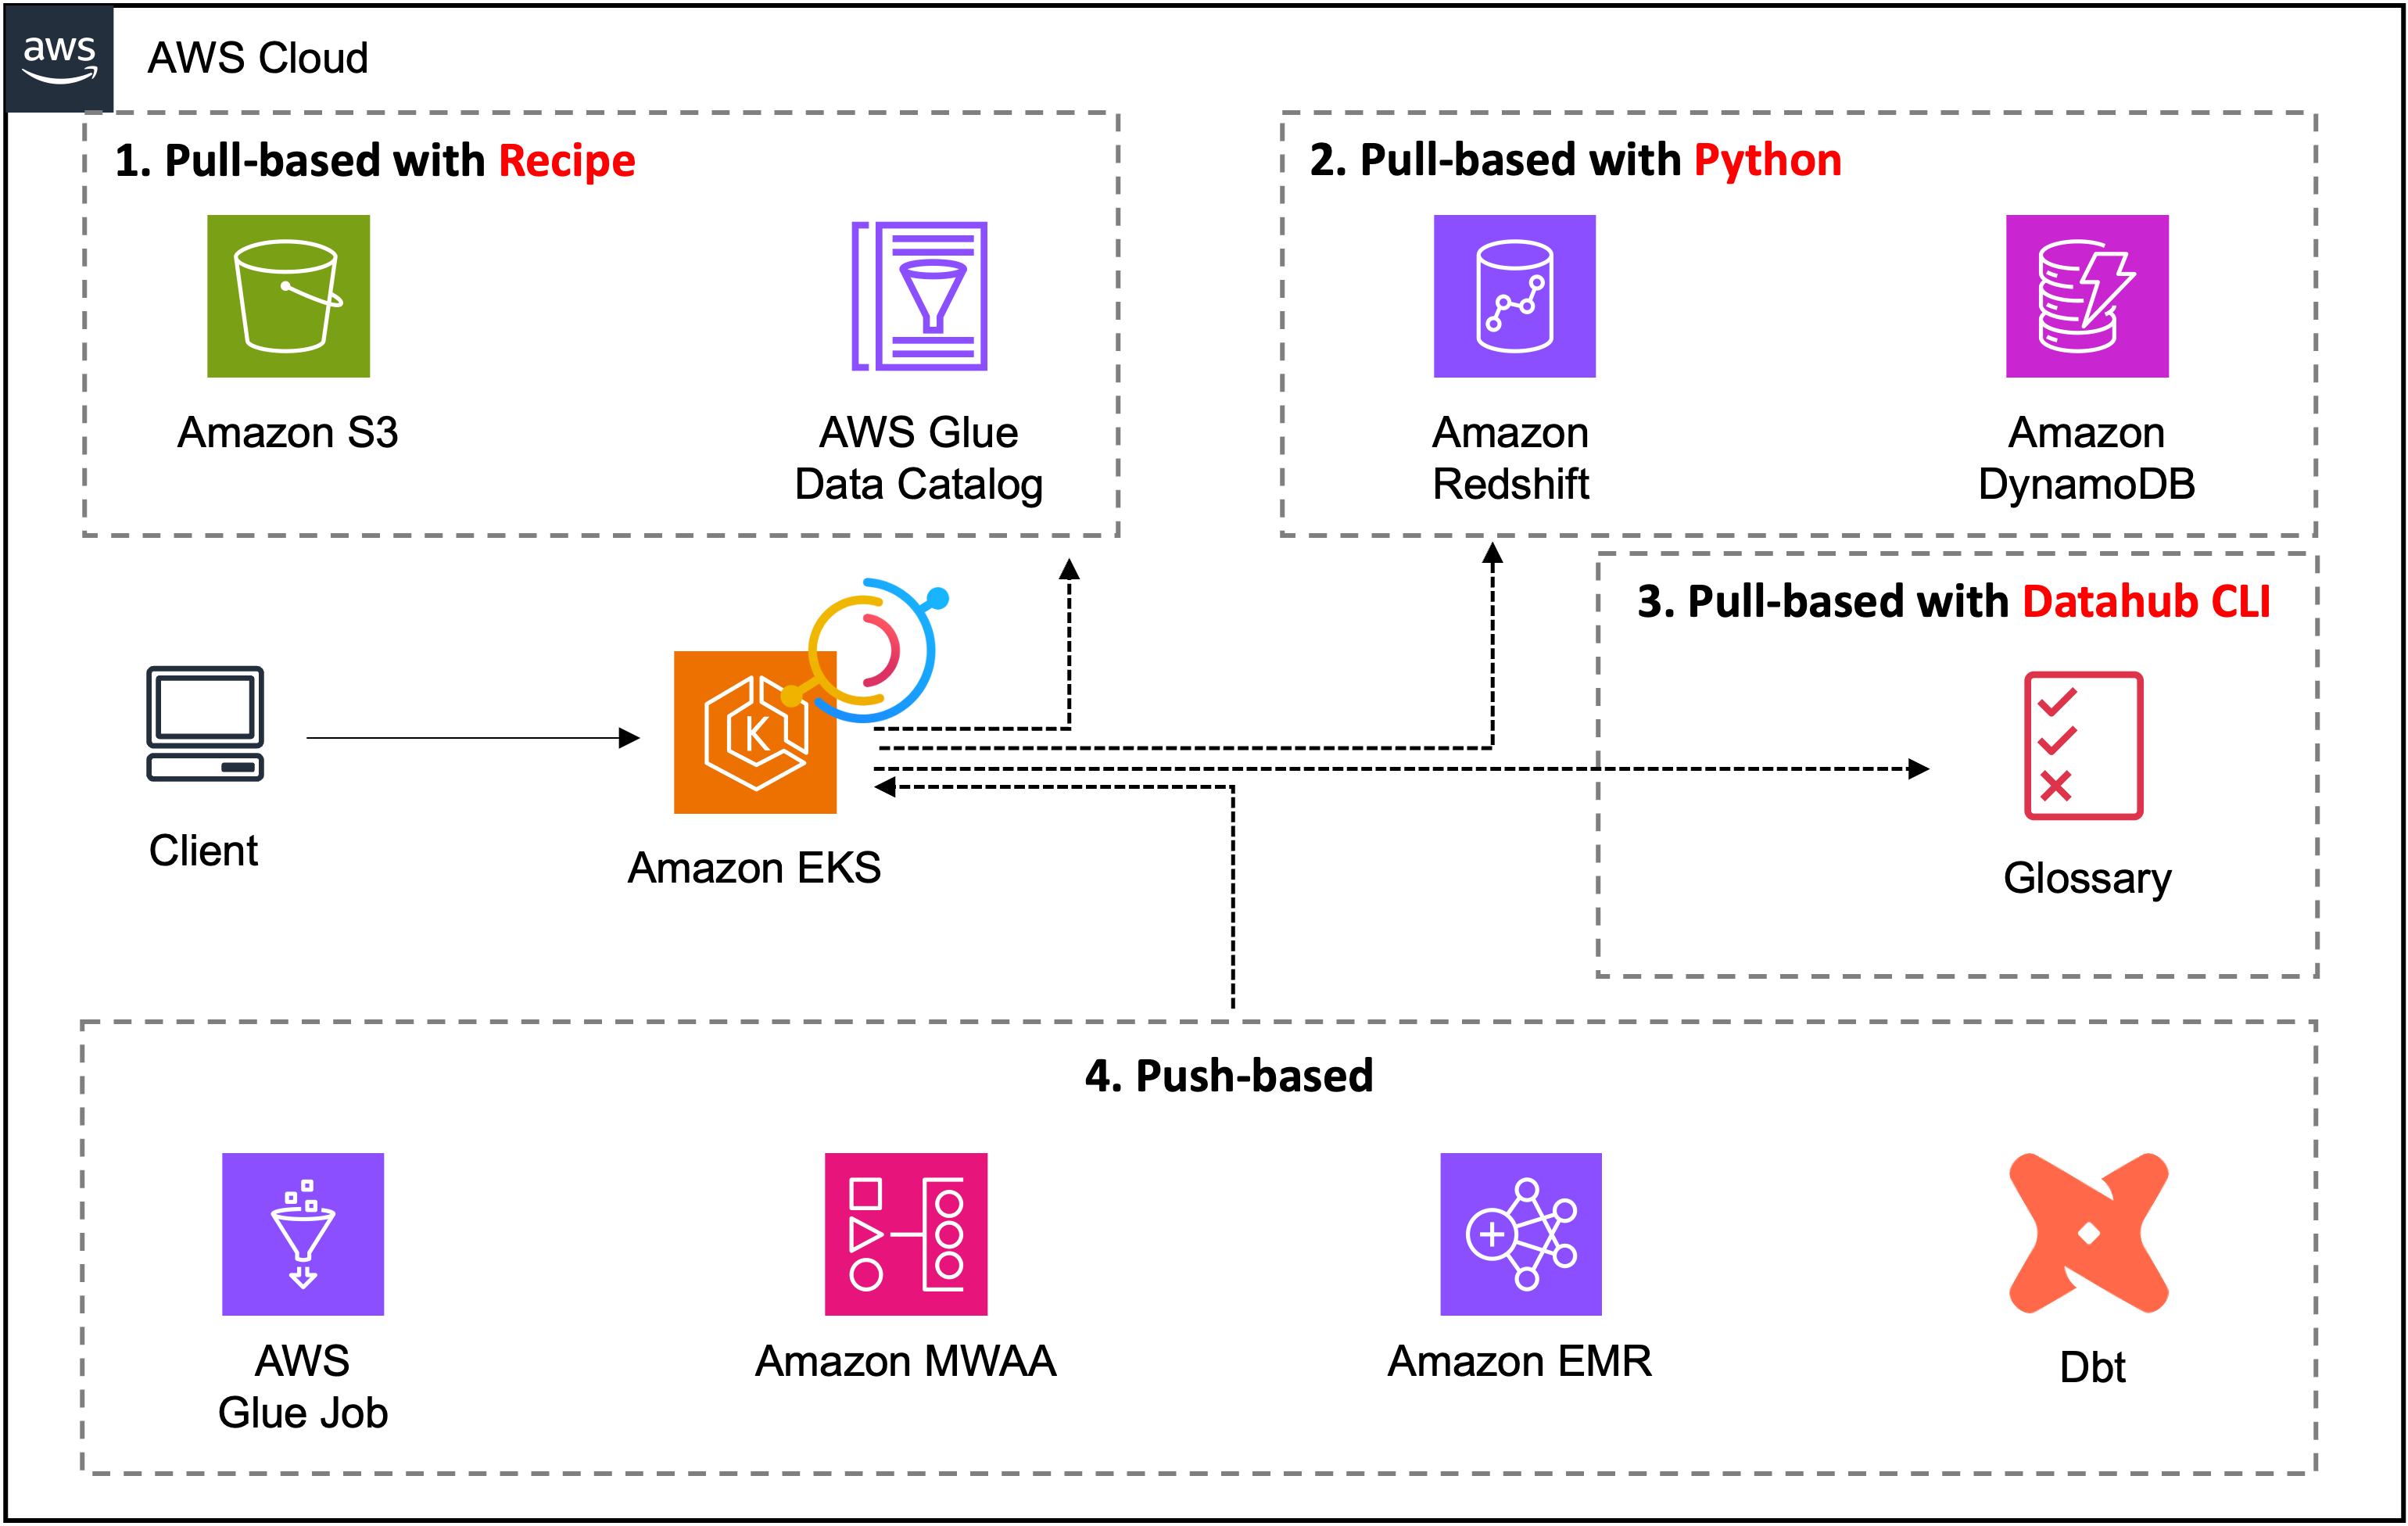 aws
AWS Cloud
1. Pull-based with Recipe
Amazon S3
AWS Glue
Data Catalog
2. Pull-based with Python
Amazon
Redshift
Amazon
DynamoDB
3. Pull-based with Datahub CLI
Glossary
Client
K
Amazon EKS
4. Push-based
AWS
Glue Job
Amazon MWAA
Amazon EMR
Dbt